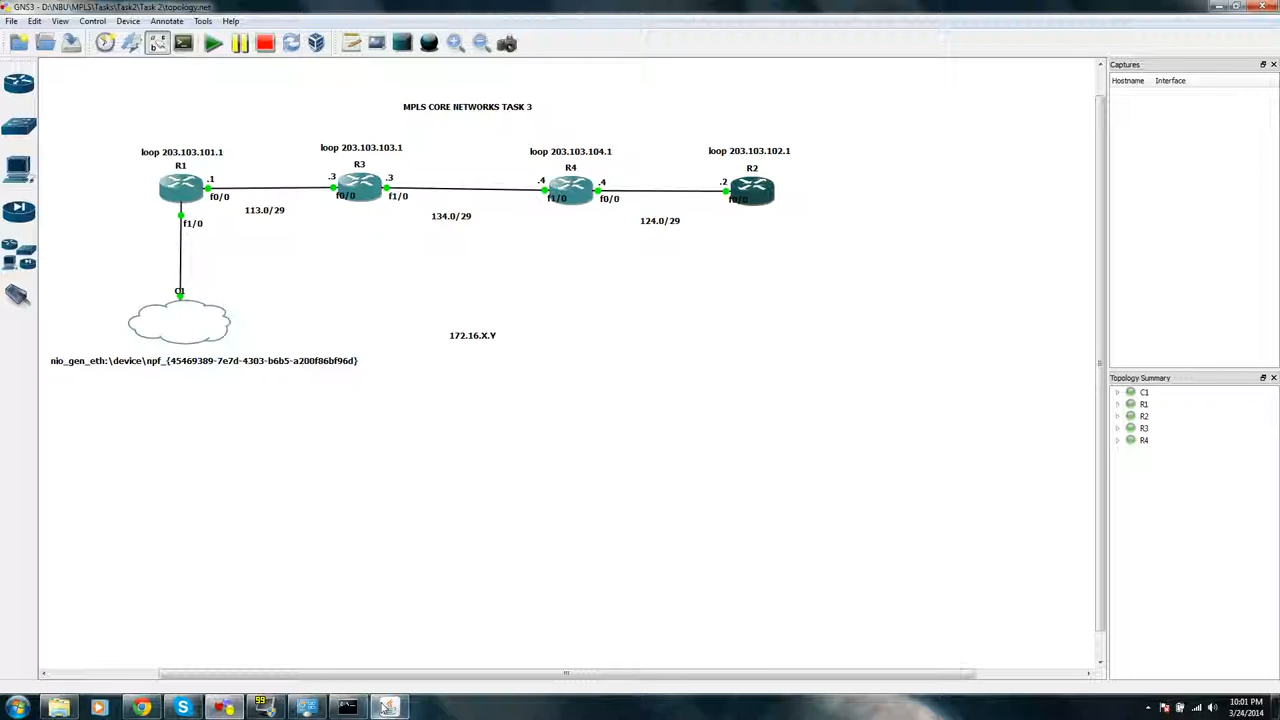 GNS3 - D:\NBU\MPLS\Tasks\Task2\Task 2\topology.net
File Edit View Control Device Annotate Tools Help
Captures
Hostname Interface
MPLS CORE NETWORKS TASK 3
loop 203.103.101.1
loop 203.103.103.1
loop 203.103.104.1
loop 203.103.102.1
R1
R3
R4
R2
.1
.3
.3
.4
.4
.2
f0/0
f0/0
f1/0
f1/0
f0/0
f0/0
113.0/29
134.0/29
124.0/29
f1/0
C1
172.16.X.Y
nio_gen_eth:\device\npf_{45469389-7e7d-4303-b6b5-a200f86bf96d}
Topology Summary
C1
R1
R2
R3
R4
99
10:01 PM
3/24/2014